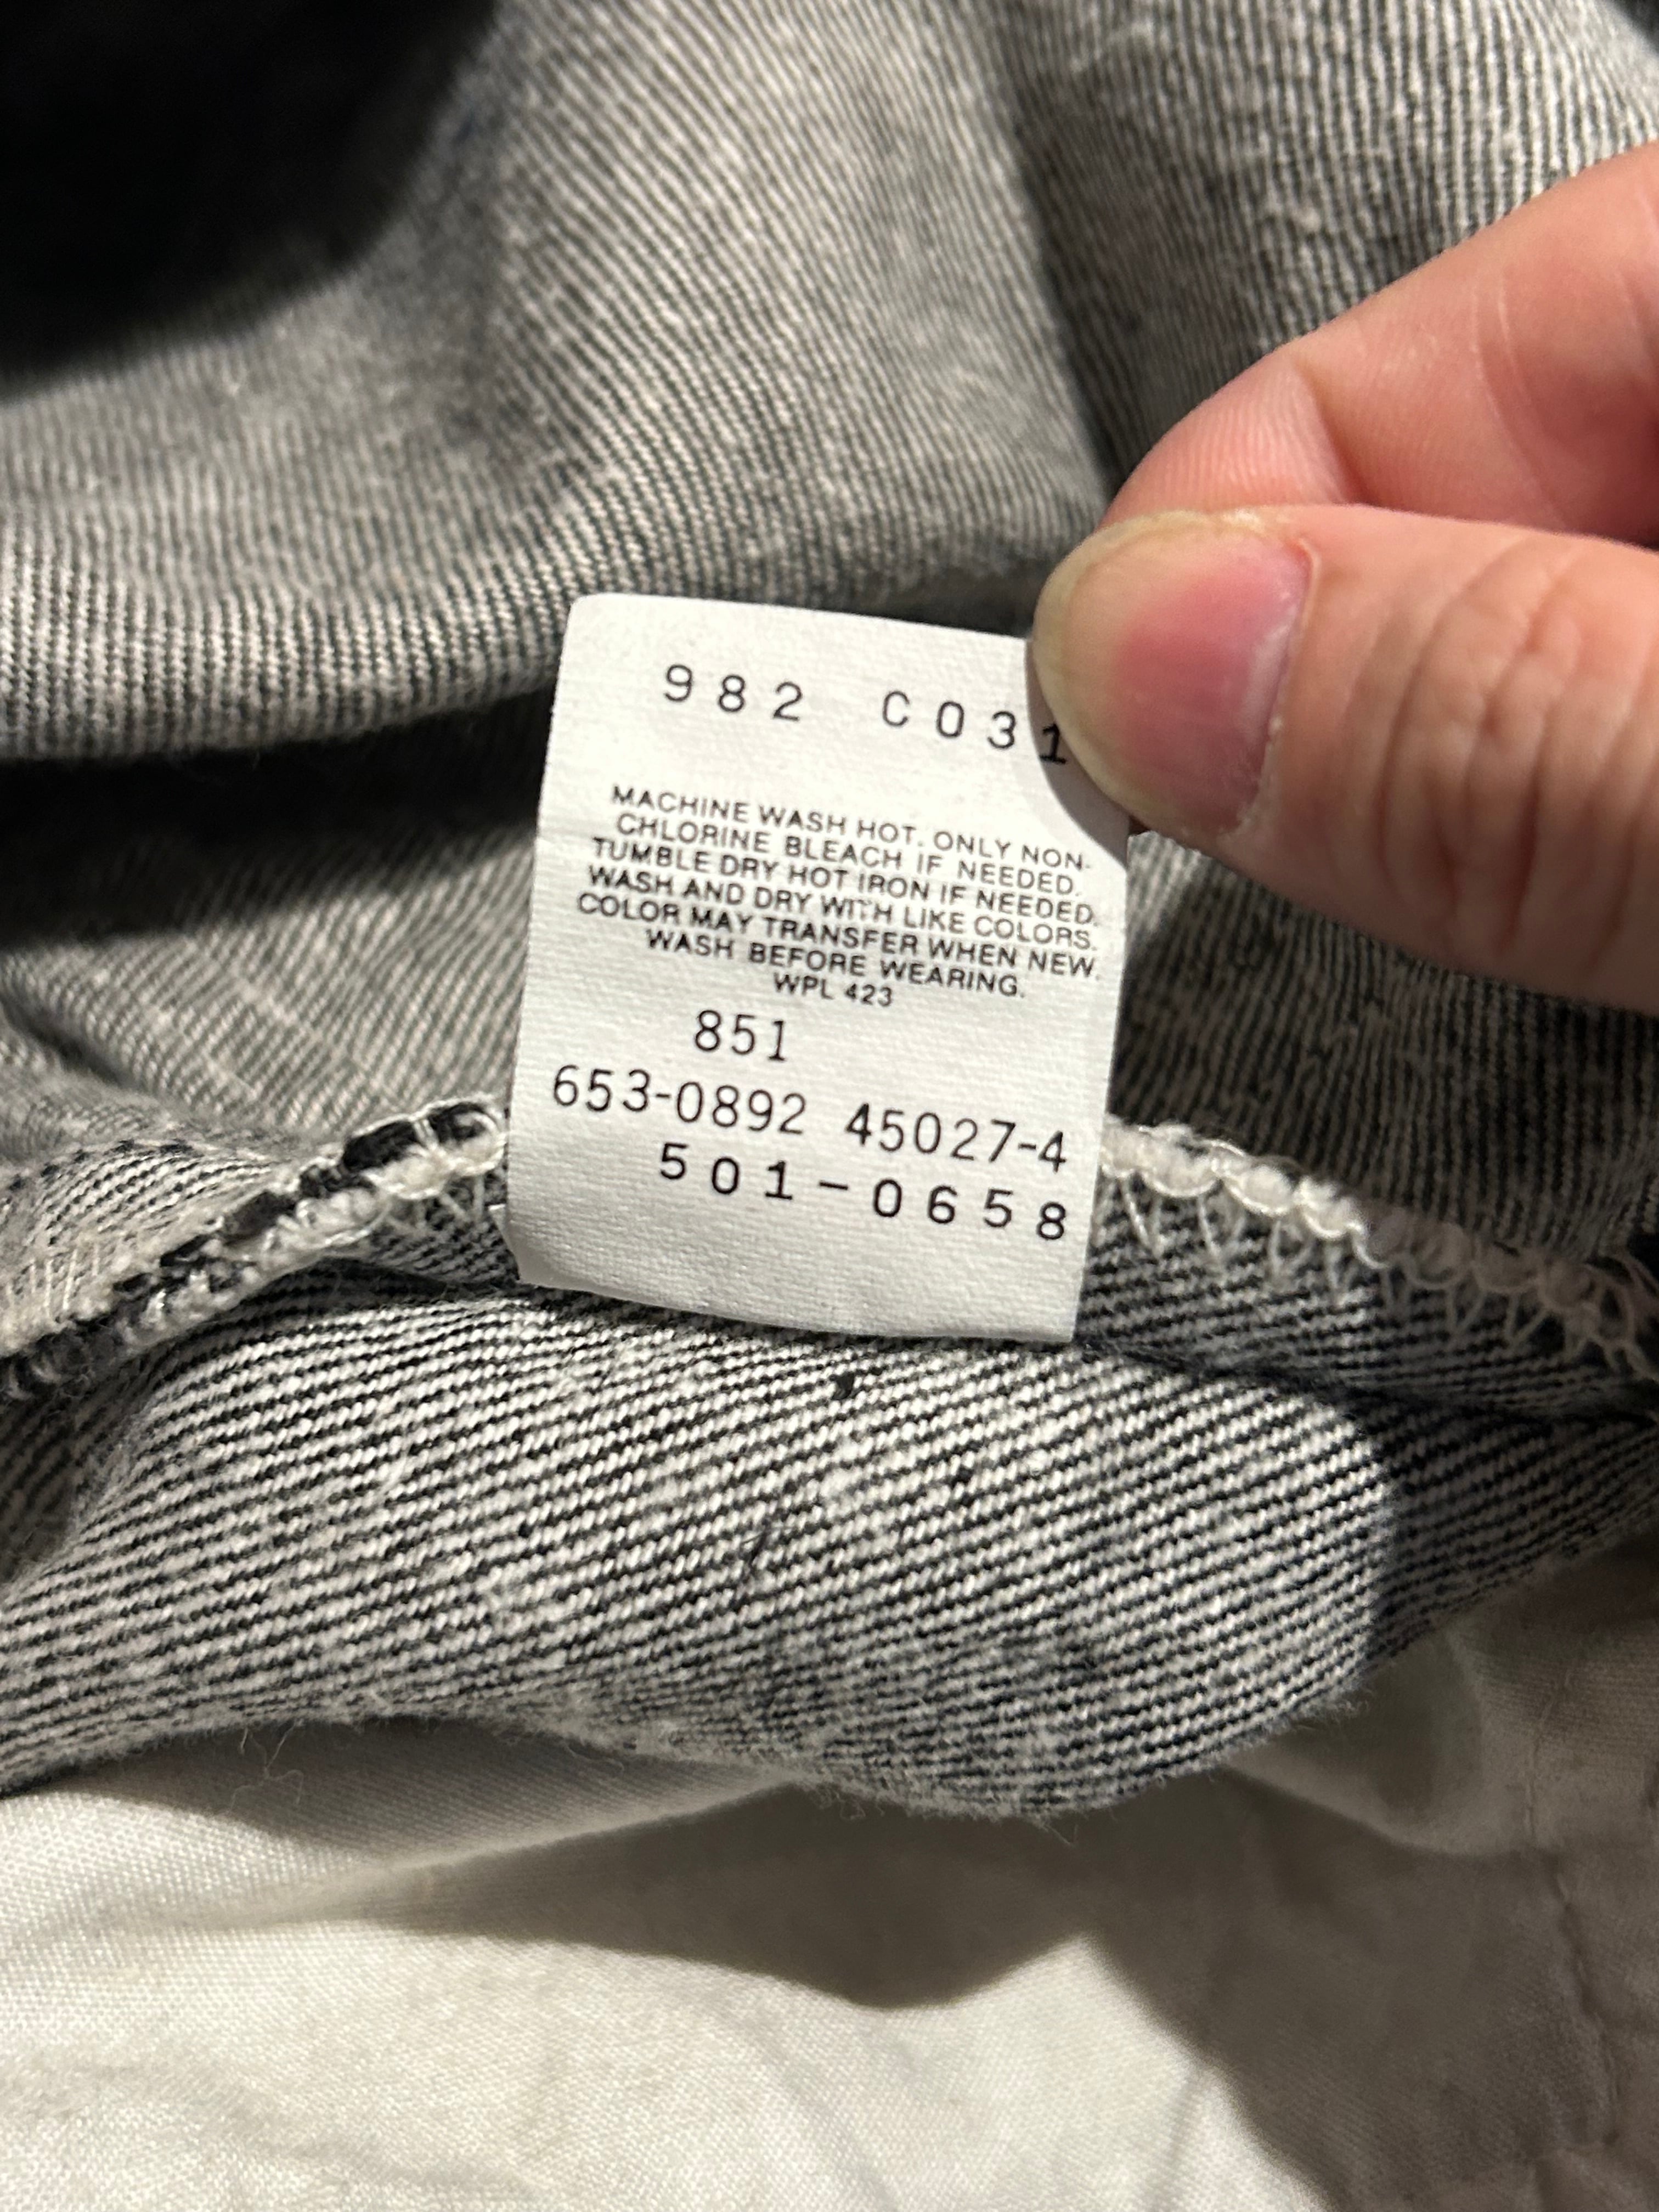 982 C031
MACHINE WASH HOT. ONLY NON-
CHLORINE BLEACH IF NEEDED.
TUMBLE DRY HOT IRON IF NEEDED.
WASH AND DRY WITH LIKE COLORS.
COLOR MAY TRANSFER WHEN NEW.
WASH BEFORE WEARING.
WPL 423
851
653-0892 45027-4
501-0658